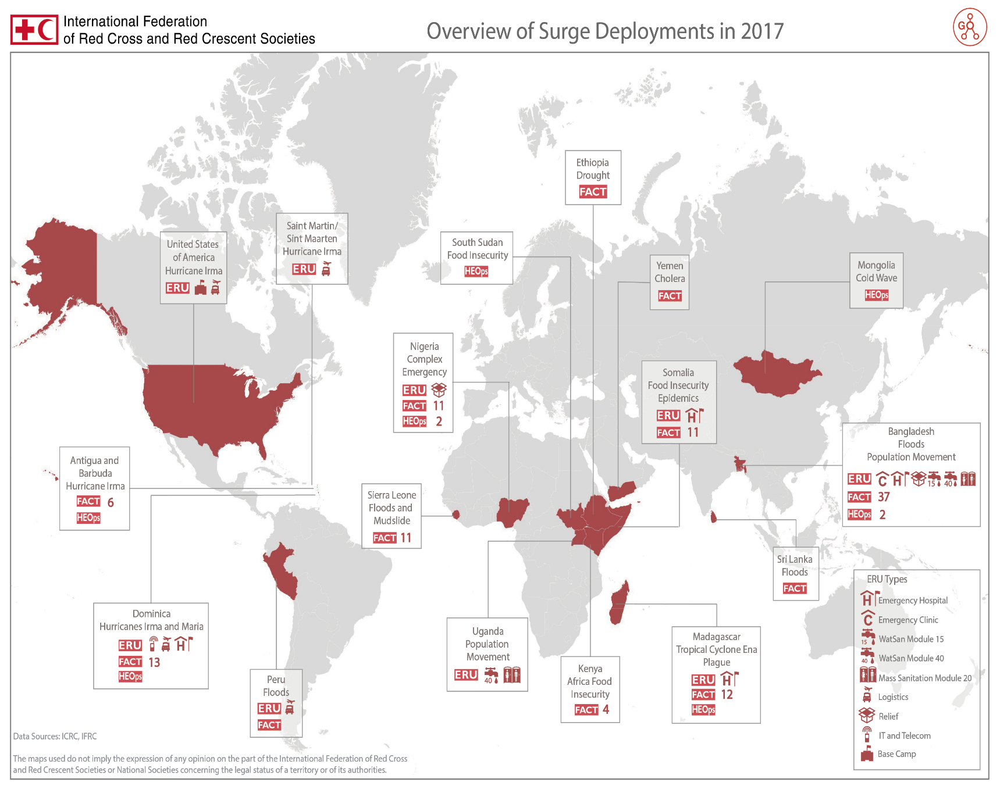 International Federation
of Red Cross and Red Crescent Societies
Overview of Surge Deployments in 2017
GO
Ethiopia
Drought
FACT
Saint Martin/
Sint Maarten
Hurricane Irma
ERU
United States
of America
Hurricane Irma
ERU
South Sudan
Food Insecurity
HEOps
Yemen
Cholera
FACT
Mongolia
Cold Wave
HEOps
Nigeria
Complex
Emergency
ERU
FACT 11
HEOps 2
Somalia
Food Insecurity
Epidemics
ERU H
FACT 11
Bangladesh
Floods
Population Movement
ERU C H 15 40
FACT 37
HEOps 2
Antigua and
Barbuda
Hurricane Irma
FACT 6
HEOps
Sierra Leone
Floods and
Mudslide
FACT 11
Sri Lanka
Floods
FACT
Dominica
Hurricanes Irma and Maria
ERU H
FACT 13
HEOps
Peru
Floods
ERU
FACT
Uganda
Population
Movement
ERU 40
Kenya
Africa Food
Insecurity
FACT 4
Madagascar
Tropical Cyclone Ena
Plague
ERU H
FACT 12
HEOps
ERU Types
H Emergency Hospital
C Emergency Clinic
15 WatSan Module 15
40 WatSan Module 40
Mass Sanitation Module 20
Logistics
Relief
IT and Telecom
Base Camp
Data Sources: ICRC, IFRC
The maps used do not imply the expression of any opinion on the part of the International Federation of Red Cross
and Red Crescent Societies or National Societies concerning the legal status of a territory or of its authorities.